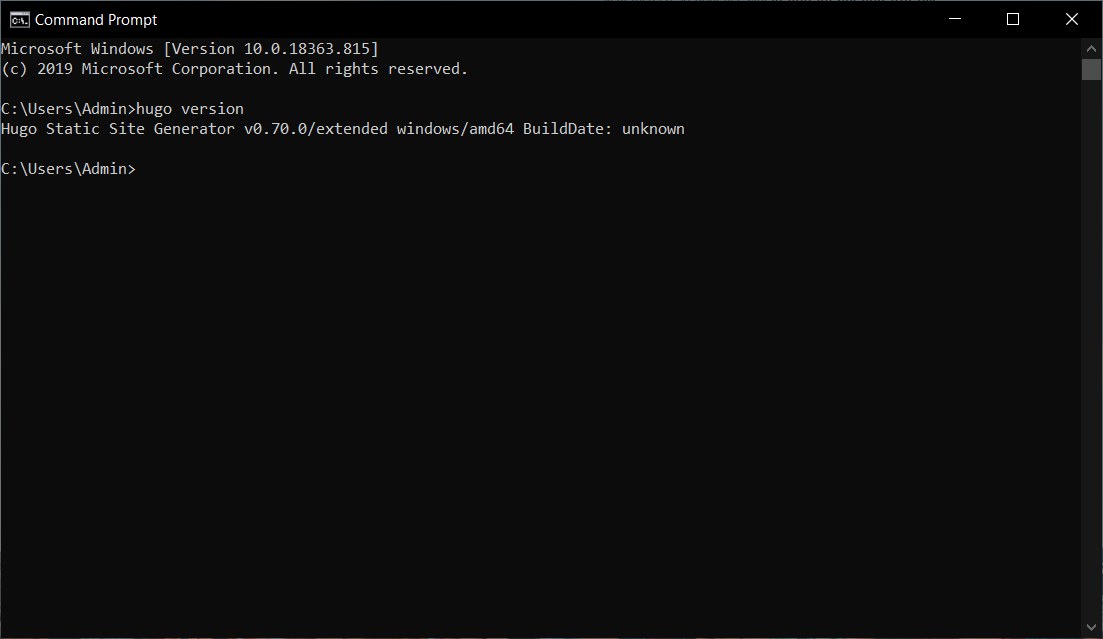 Command Prompt
Microsoft Windows [Version 10.0.18363.815]
(c) 2019 Microsoft Corporation. All rights reserved.
C:\Users\Admin>hugo version
Hugo Static Site Generator v0.70.0/extended windows/amd64 BuildDate: unknown
C:\Users\Admin>